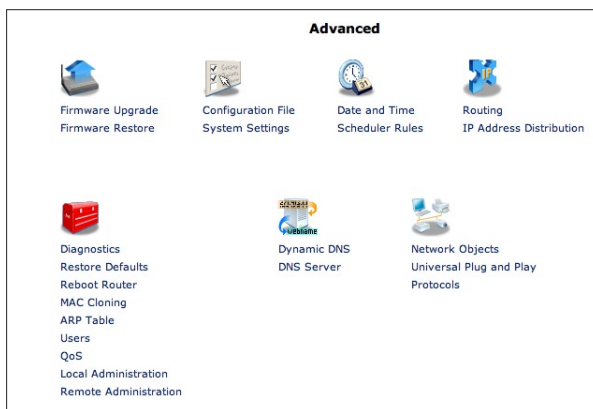 Advanced
Firmware Upgrade
Firmware Restore
Configuration File
System Settings
Date and Time
Scheduler Rules
Routing
IP Address Distribution
Diagnostics
Restore Defaults
Reboot Router
MAC Cloning
ARP Table
Users
QoS
Local Administration
Remote Administration
Dynamic DNS
DNS Server
Network Objects
Universal Plug and Play
Protocols
IP
31